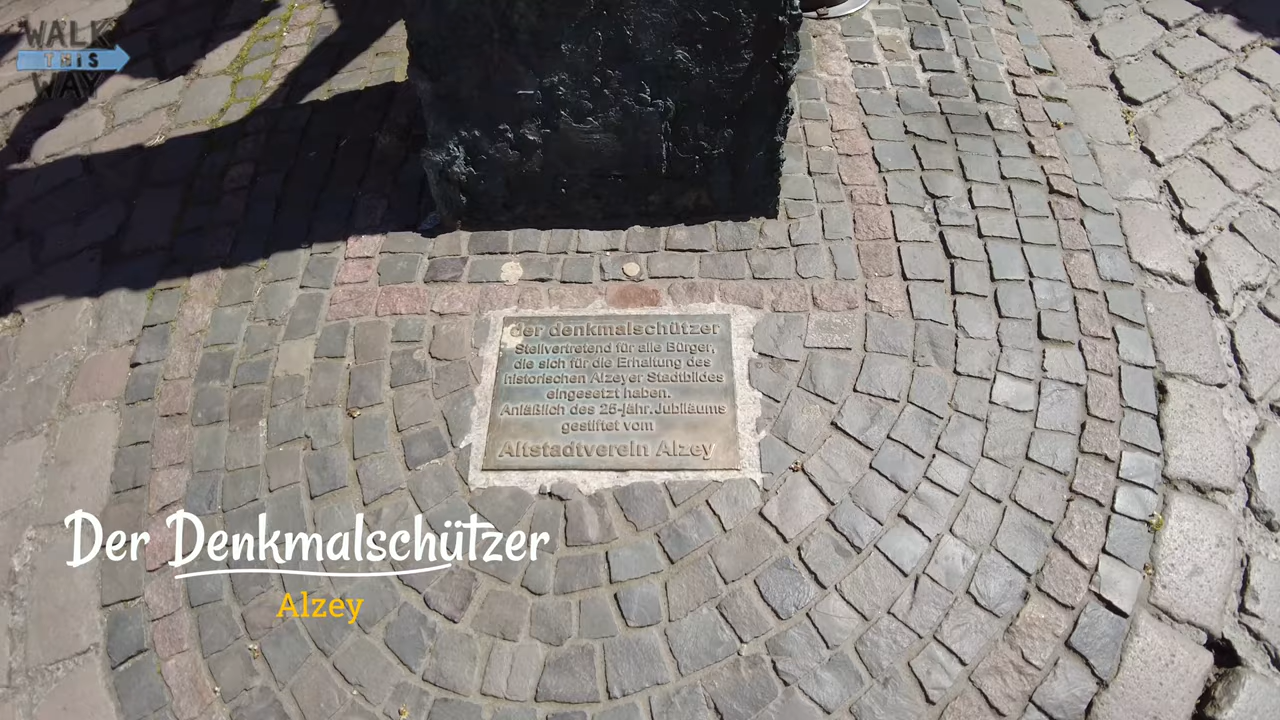 WALK
THIS
WAY
der denkmalschützer
Stellvertretend für alle Bürger,
die sich für die Erhaltung des
historischen Alzeyer Stadtbildes
eingesetzt haben.
Anläßlich des 25-jähr. Jubiläums
gestiftet vom
Altstadtverein Alzey
Der Denkmalschützer
Alzey